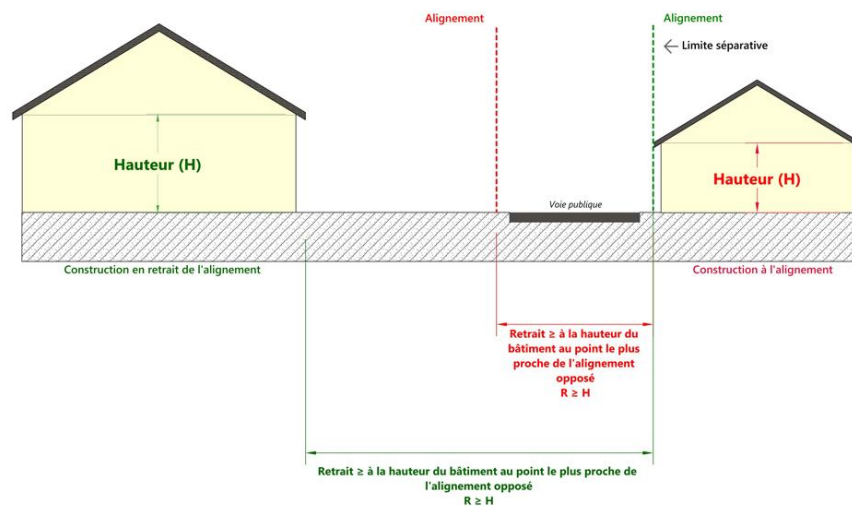 Alignement
Alignement
Limite séparative
Hauteur (H)
Hauteur (H)
Voie publique
Construction en retrait de l'alignement
Construction à l'alignement
Retrait ≥ à la hauteur du
bâtiment au point le plus
proche de l'alignement
opposé
R ≥ H
Retrait ≥ à la hauteur du bâtiment au point le plus proche de
l'alignement opposé
R ≥ H